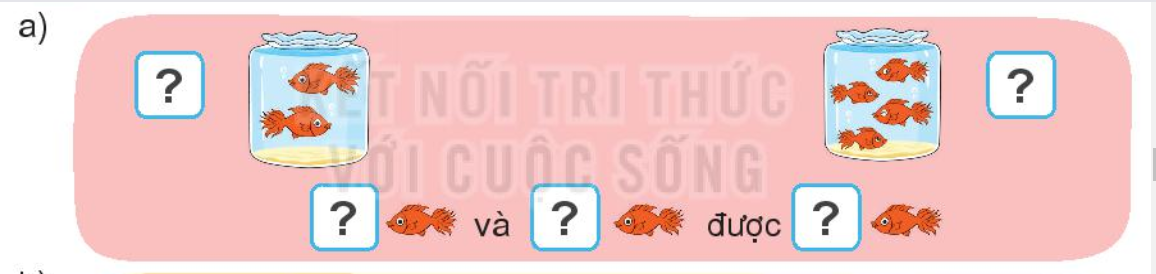 a)
? ?
KẾT NỐI TRI THỨC
VỚI CUỘC SỐNG
? và ? được ?